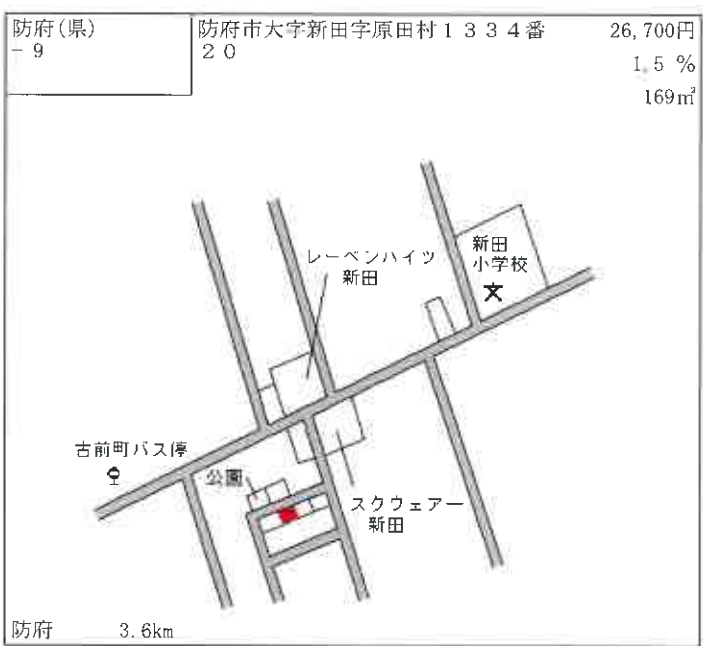 防府(県)
- 9
防府市大字新田字原田村1334番
20
26,700円
1.5 %
169㎡
レーベンハイツ
新田
新田
小学校
古前町バス停
公園
スクウェアー
新田
防府 3.6km